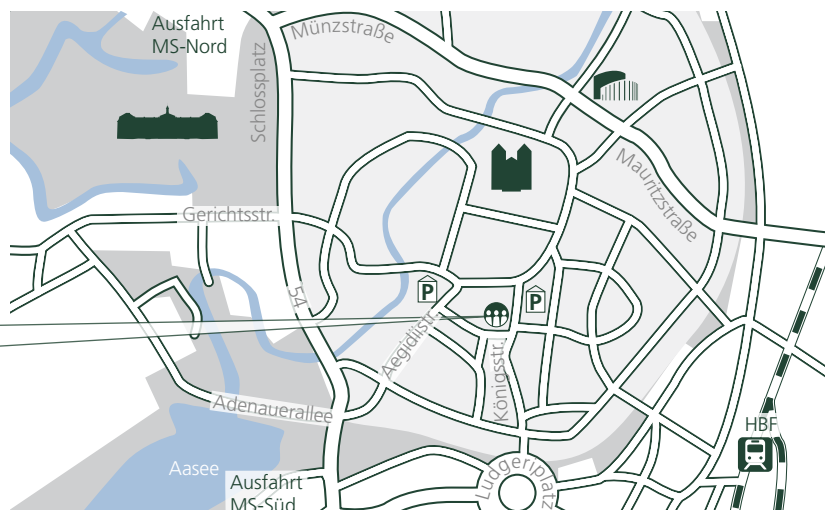 Ausfahrt
MS-Nord
Münzstraße
Schlossplatz
Mauritzstraße
Gerichtsstr.
54
P
P
Aegidiistr.
Königsstr.
Adenauerallee
HBF
Aasee
Ausfahrt
MS-Süd
Ludgeriplatz